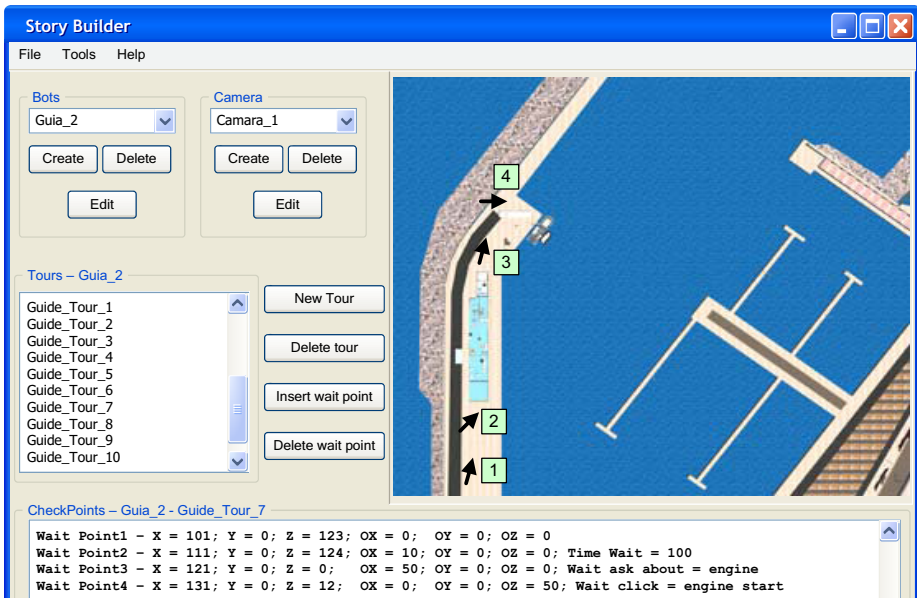 Story Builder
File Tools Help
Bots
Guia_2
Create Delete
Edit
Camera
Camara_1
Create Delete
Edit
Tours – Guia_2
Guide_Tour_1
Guide_Tour_2
Guide_Tour_3
Guide_Tour_4
Guide_Tour_5
Guide_Tour_6
Guide_Tour_7
Guide_Tour_8
Guide_Tour_9
Guide_Tour_10
New Tour
Delete tour
Insert wait point
Delete wait point
4
3
2
1
CheckPoints – Guia_2 - Guide_Tour_7
Wait Point1 – X = 101; Y = 0; Z = 123; OX = 0; OY = 0; OZ = 0
Wait Point2 – X = 111; Y = 0; Z = 124; OX = 10; OY = 0; OZ = 0; Time Wait = 100
Wait Point3 – X = 121; Y = 0; Z = 0; OX = 50; OY = 0; OZ = 0; Wait ask about = engine
Wait Point4 – X = 131; Y = 0; Z = 12; OX = 0; OY = 0; OZ = 50; Wait click = engine start